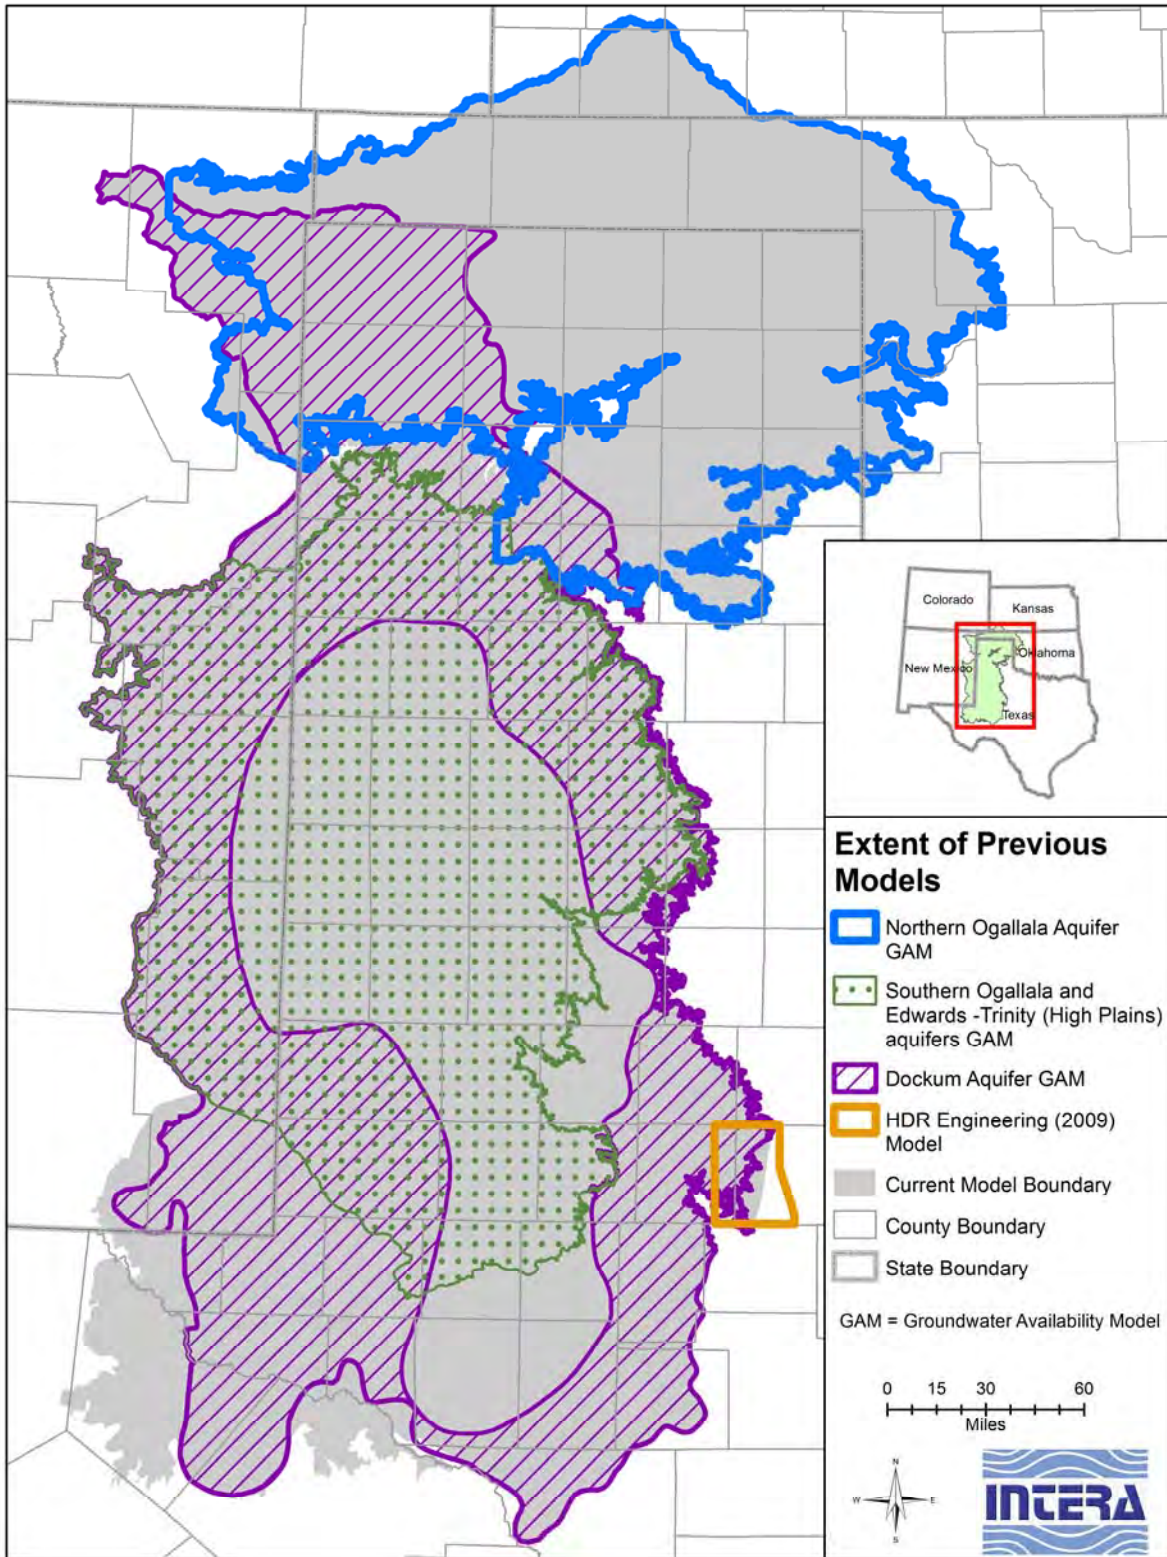 Colorado
Kansas
New Mexico
Oklahoma
Texas
Extent of Previous
Models
Northern Ogallala Aquifer
GAM
Southern Ogallala and
Edwards -Trinity (High Plains)
aquifers GAM
Dockum Aquifer GAM
HDR Engineering (2009)
Model
Current Model Boundary
County Boundary
State Boundary
GAM = Groundwater Availability Model
0 15 30 60
Miles
N
W E
S
INTERA